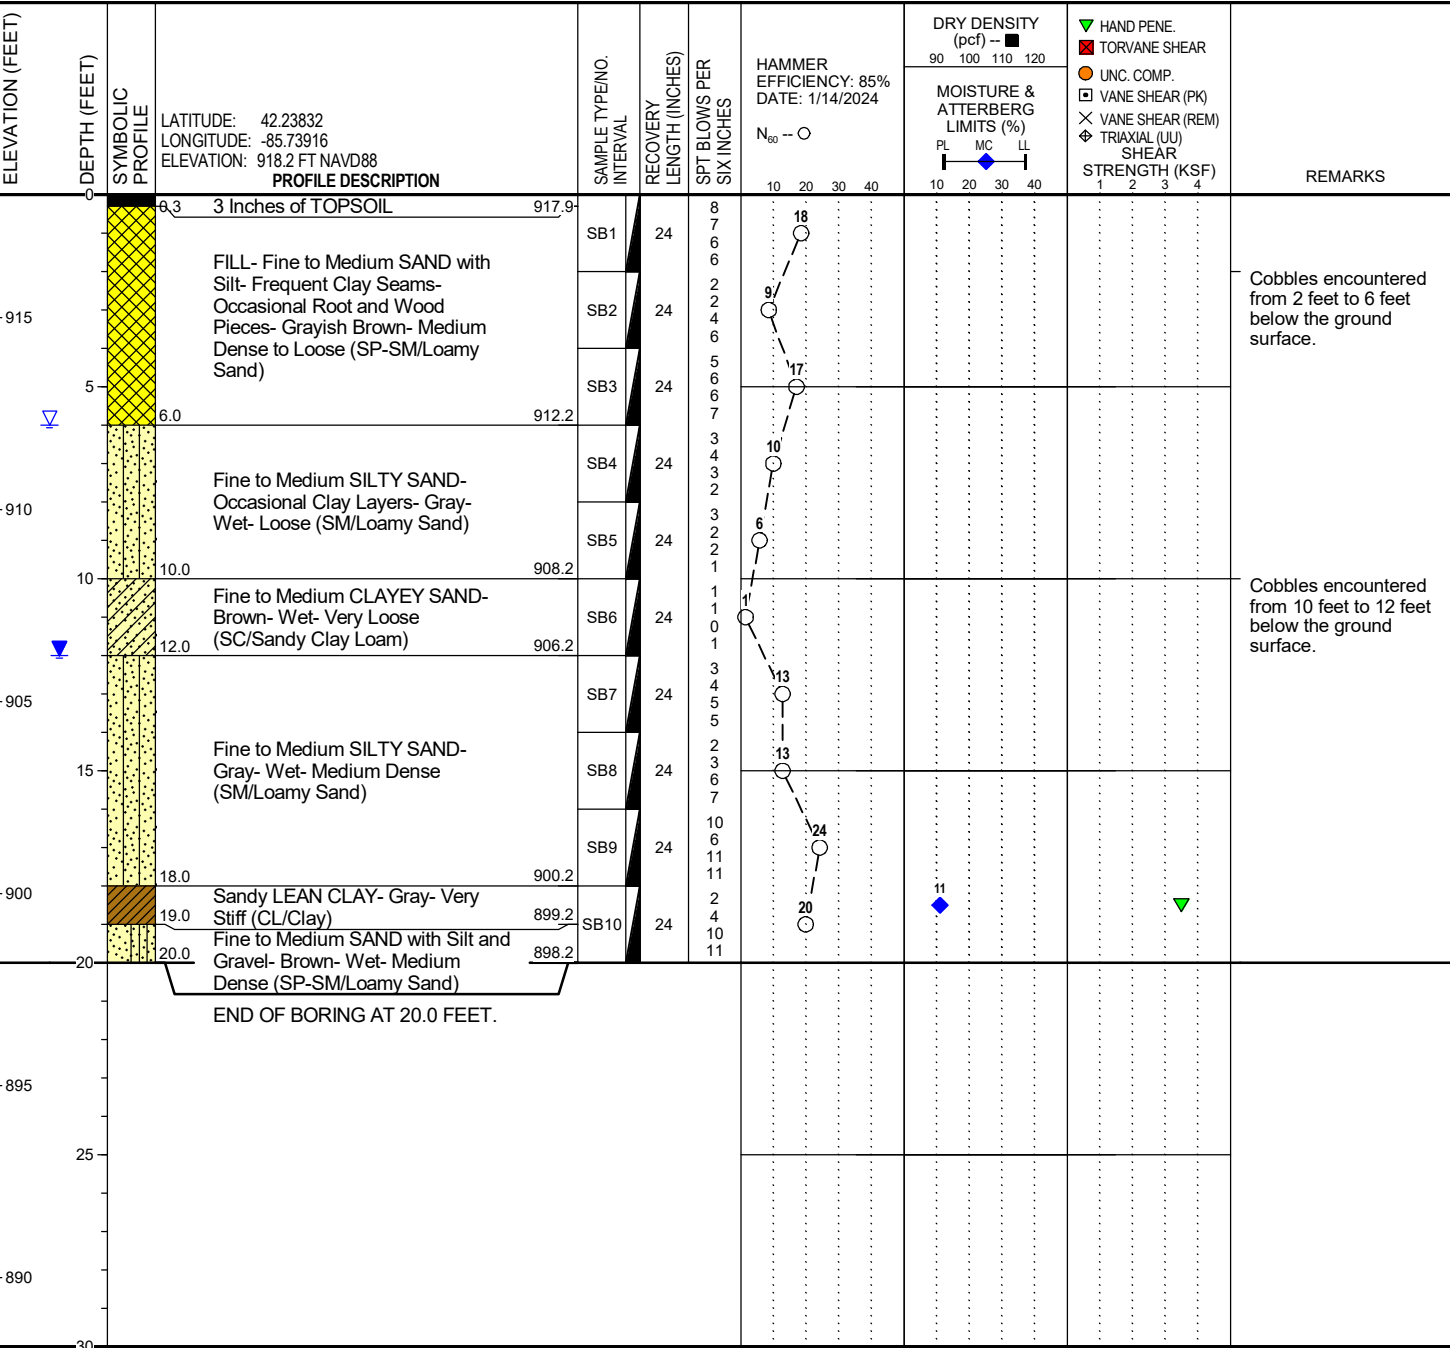 ELEVATION (FEET)
DEPTH (FEET)
SYMBOLIC
PROFILE
LATITUDE: 42.23832
LONGITUDE: -85.73916
ELEVATION: 918.2 FT NAVD88
PROFILE DESCRIPTION
SAMPLE TYPE/NO.
INTERVAL
RECOVERY
LENGTH (INCHES)
SPT BLOWS PER
SIX INCHES
HAMMER
EFFICIENCY: 85%
DATE: 1/14/2024
N60 --
10 20 30 40
DRY DENSITY
(pcf) --
90 100 110 120
MOISTURE &
ATTERBERG
LIMITS (%)
PL MC LL
10 20 30 40
HAND PENE.
TORVANE SHEAR
UNC. COMP.
VANE SHEAR (PK)
VANE SHEAR (REM)
TRIAXIAL (UU)
SHEAR
STRENGTH (KSF)
1 2 3 4
REMARKS
0
0.3 3 Inches of TOPSOIL 917.9
FILL- Fine to Medium SAND with
Silt- Frequent Clay Seams-
Occasional Root and Wood
Pieces- Grayish Brown- Medium
Dense to Loose (SP-SM/Loamy
Sand)
6.0 912.2
Fine to Medium SILTY SAND-
Occasional Clay Layers- Gray-
Wet- Loose (SM/Loamy Sand)
10.0 908.2
Fine to Medium CLAYEY SAND-
Brown- Wet- Very Loose
(SC/Sandy Clay Loam)
12.0 906.2
Fine to Medium SILTY SAND-
Gray- Wet- Medium Dense
(SM/Loamy Sand)
18.0 900.2
Sandy LEAN CLAY- Gray- Very
Stiff (CL/Clay)
19.0 899.2
Fine to Medium SAND with Silt and
Gravel- Brown- Wet- Medium
Dense (SP-SM/Loamy Sand)
20.0 898.2
END OF BORING AT 20.0 FEET.
915
910
905
900
895
890
5
10
15
20
25
30
SB1 24
8
7
6
6
18
SB2 24
2
2
4
6
9
SB3 24
5
6
6
7
17
SB4 24
3
4
3
2
10
SB5 24
3
2
2
1
6
SB6 24
1
1
0
1
1
SB7 24
3
4
5
5
13
SB8 24
2
3
6
7
13
SB9 24
10
6
11
11
24
SB10 24
2
4
10
11
20
11
Cobbles encountered
from 2 feet to 6 feet
below the ground
surface.
Cobbles encountered
from 10 feet to 12 feet
below the ground
surface.